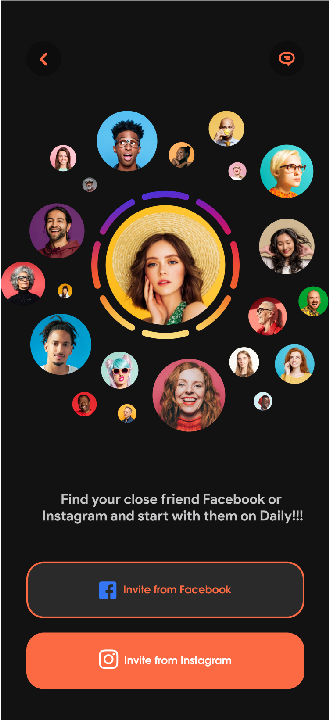 Find your close friend Facebook or
Instagram and start with them on Daily!!!
Invite from Facebook
Invite from Instagram